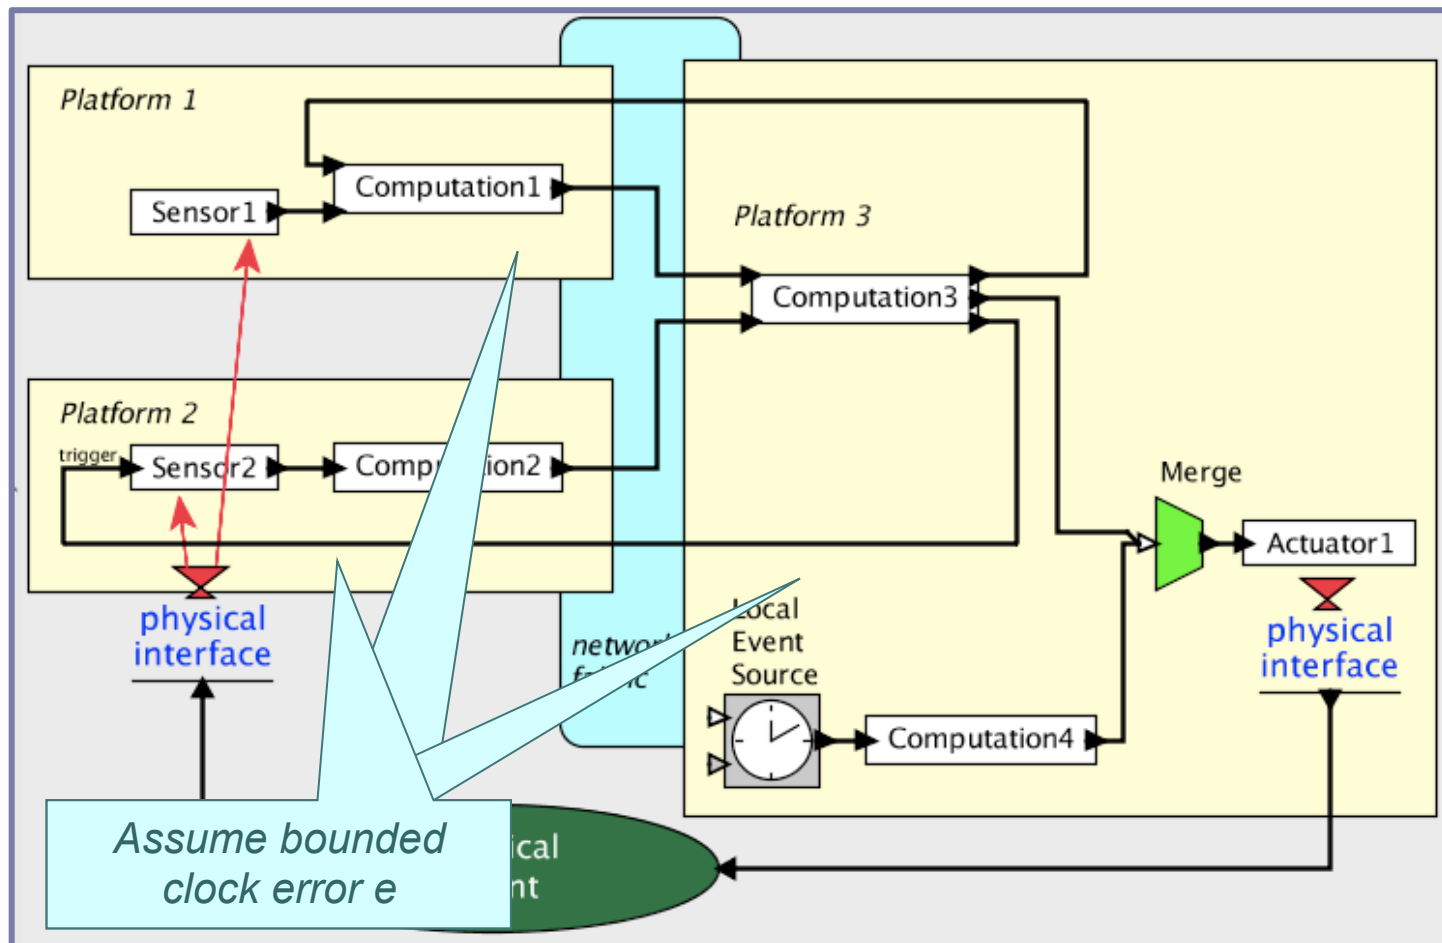 Platform 1
Computation1
Sensor1
Platform 3
Computation3
Platform 2
trigger
Sensor2
Merge
Actuator1
physical
interface
Local
Event
Source
physical
interface
Computation4
Assume bounded
clock error e